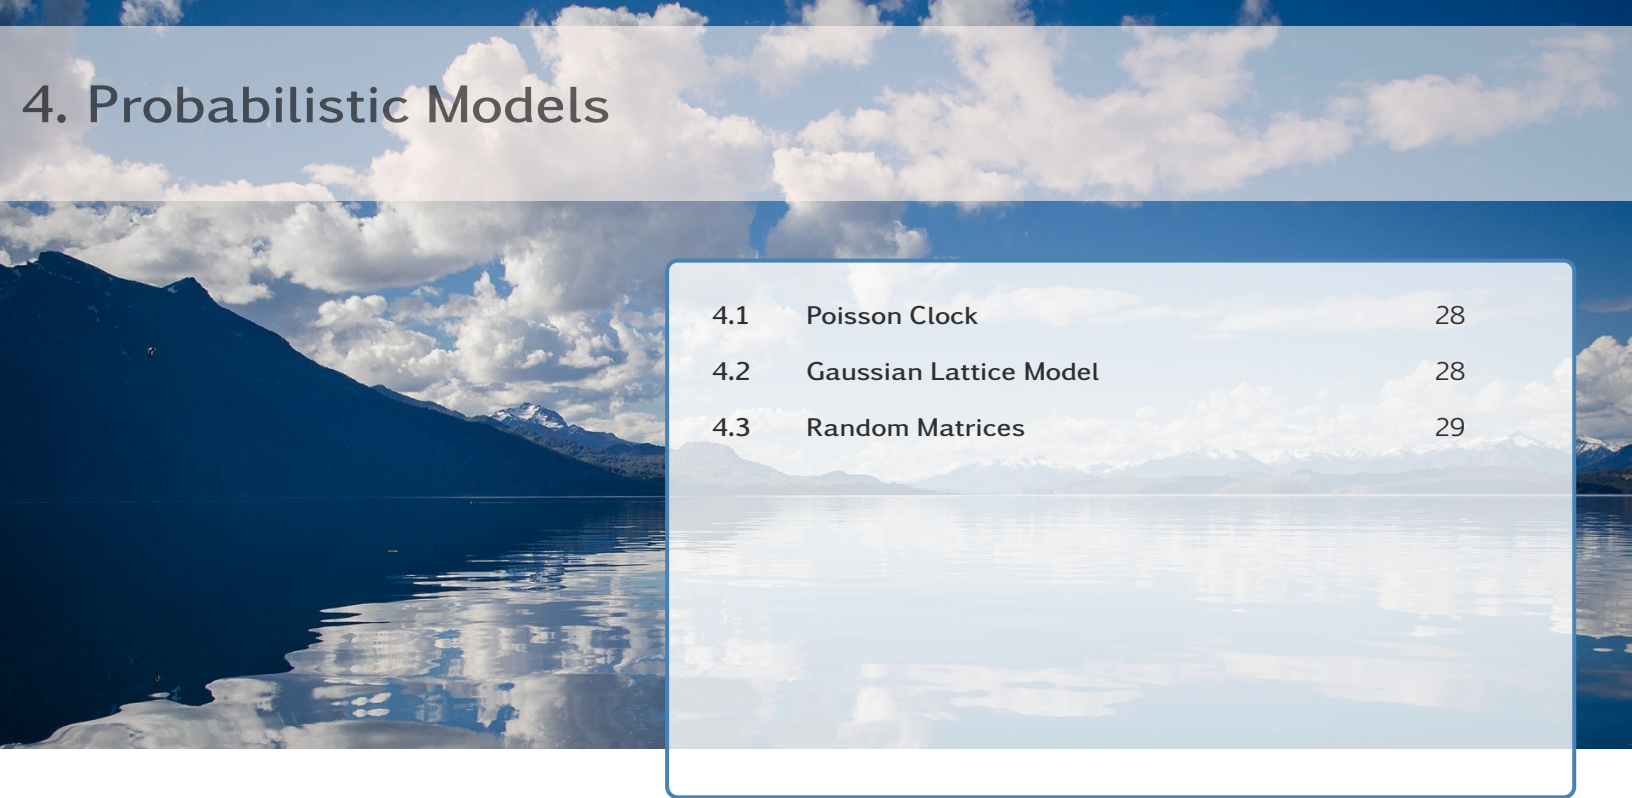 4. Probabilistic Models
4.1 Poisson Clock 28
4.2 Gaussian Lattice Model 28
4.3 Random Matrices 29